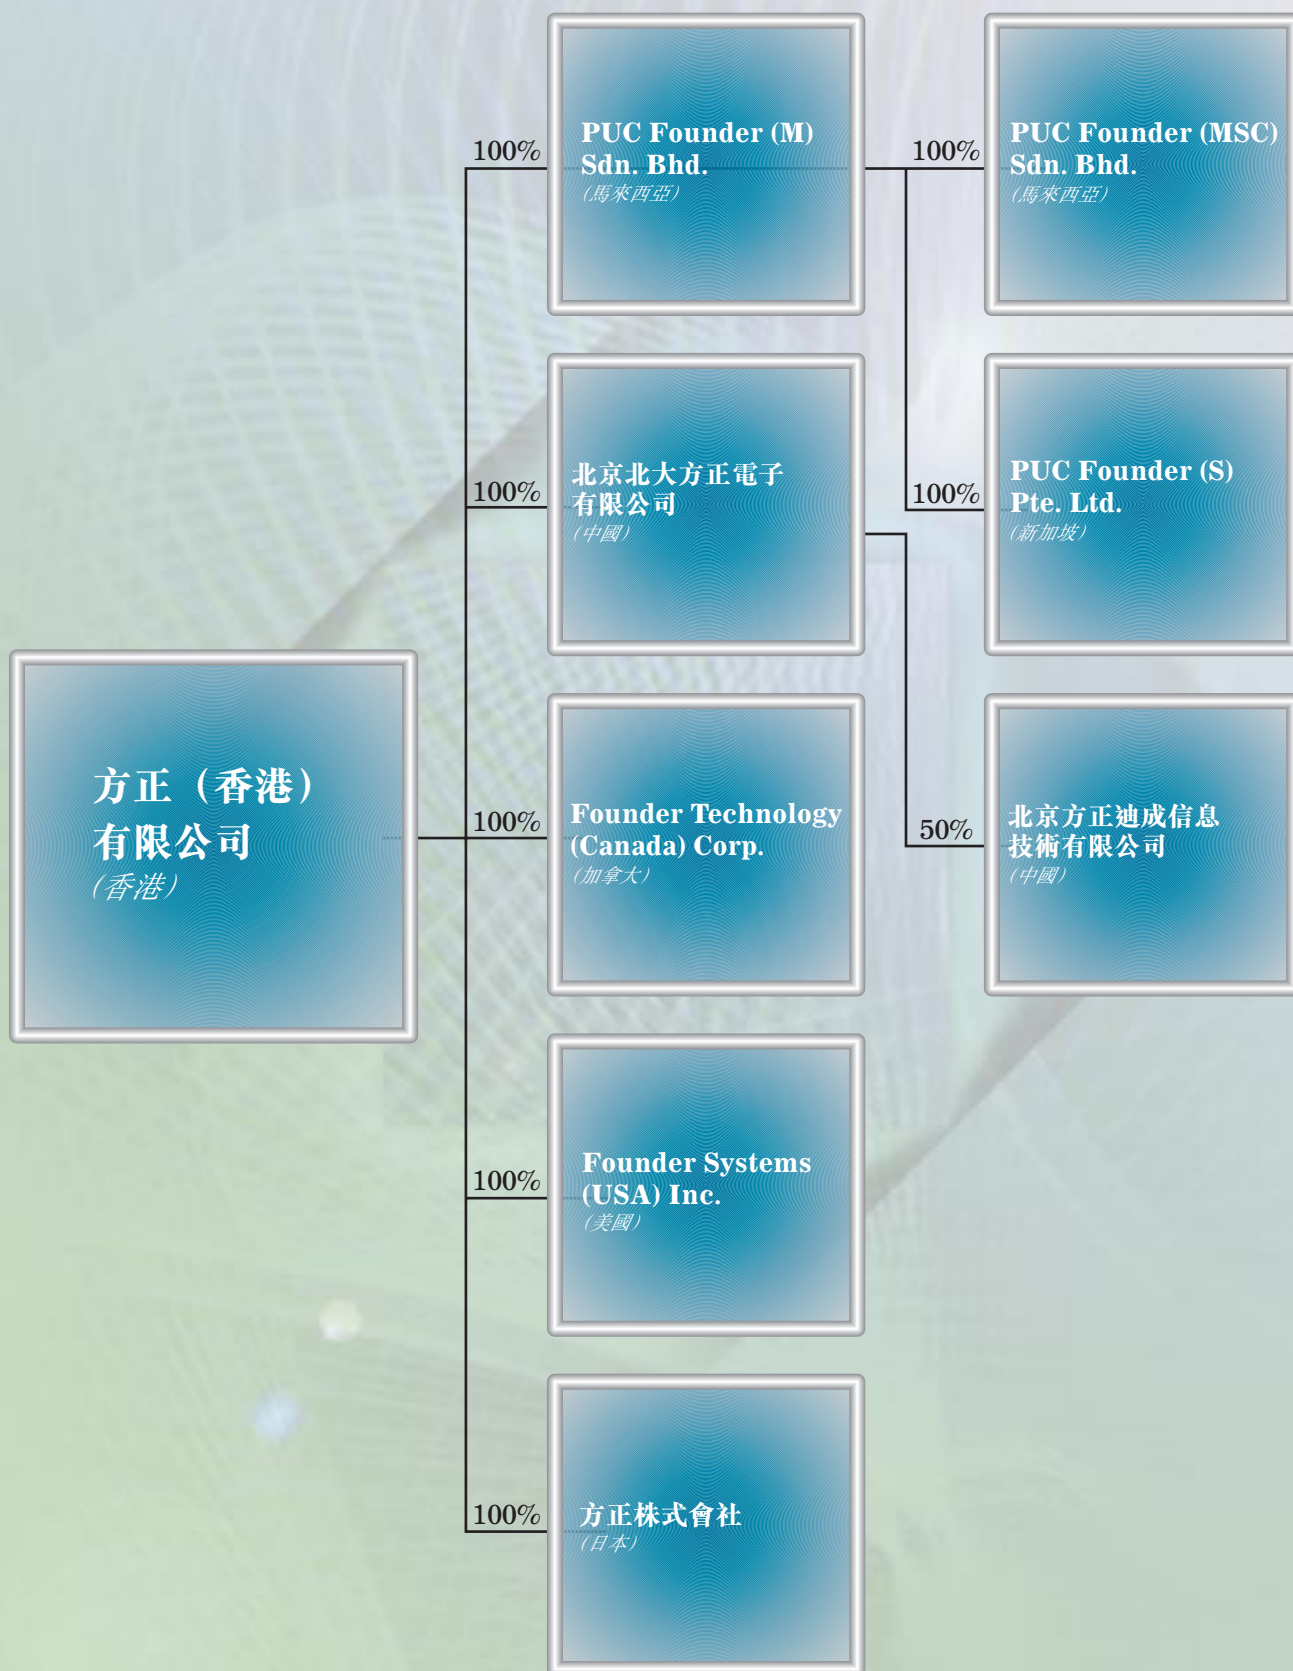 方正（香港）
有限公司
(香港)
100%
PUC Founder (M)
Sdn. Bhd.
(馬來西亞)
100%
PUC Founder (MSC)
Sdn. Bhd.
(馬來西亞)
100%
北京北大方正電子
有限公司
(中國)
100%
PUC Founder (S)
Pte. Ltd.
(新加坡)
100%
Founder Technology
(Canada) Corp.
(加拿大)
50%
北京方正迪成信息
技術有限公司
(中國)
100%
Founder Systems
(USA) Inc.
(美國)
100%
方正株式會社
(日本)